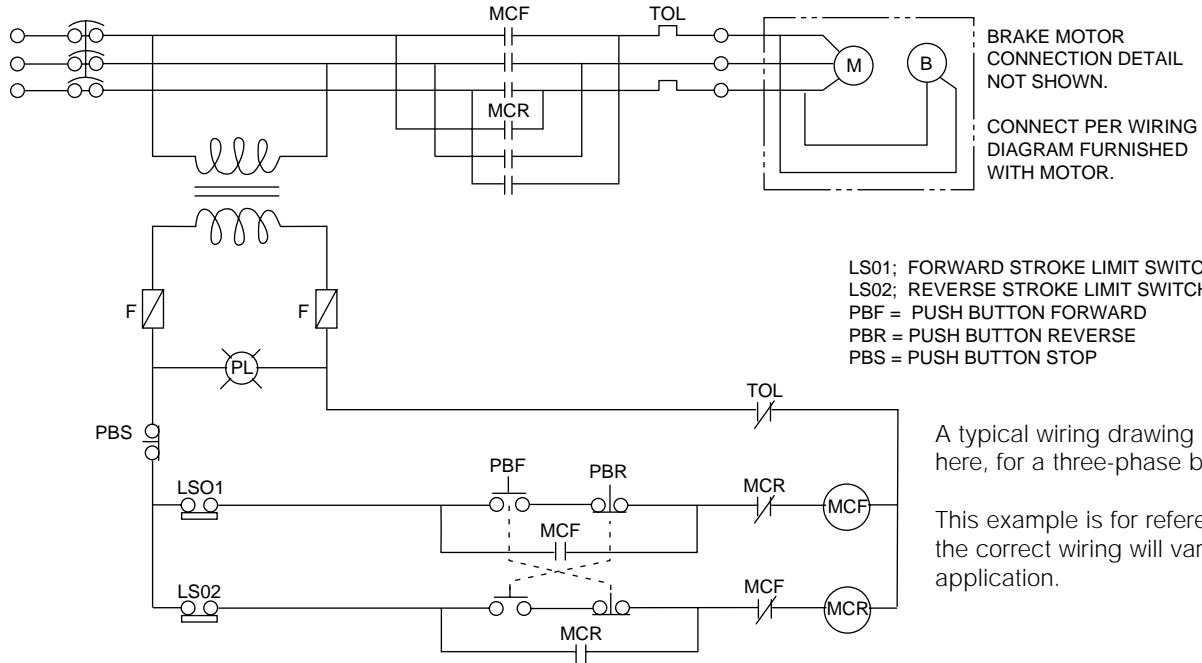 MCF
TOL
MCR
M
B
BRAKE MOTOR
CONNECTION DETAIL
NOT SHOWN.
CONNECT PER WIRING
DIAGRAM FURNISHED
WITH MOTOR.
F
F
PL
LS01; FORWARD STROKE LIMIT SWITC
LS02; REVERSE STROKE LIMIT SWITCH
PBF = PUSH BUTTON FORWARD
PBR = PUSH BUTTON REVERSE
PBS = PUSH BUTTON STOP
TOL
PBS
LSO1
PBF
PBR
MCR
MCF
MCF
LS02
MCF
MCR
MCR
A typical wiring drawing
here, for a three-phase b
This example is for refere
the correct wiring will var
application.